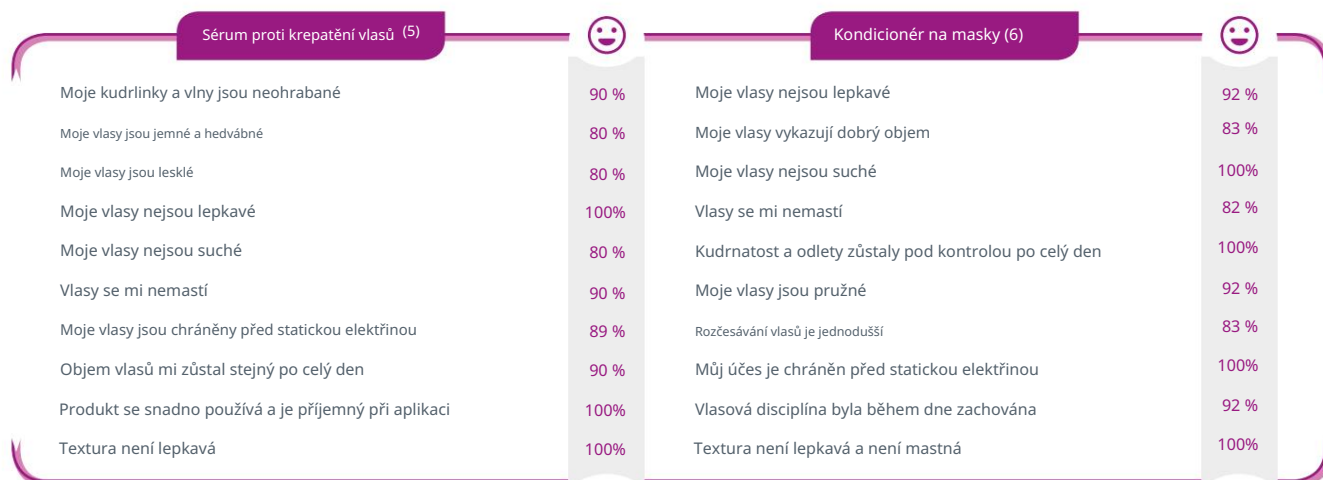 Sérum proti krepatění vlasů (5)
Moje kudrlinky a vlny jsou neohrabané 90 %
Moje vlasy jsou jemné a hedvábné 80 %
Moje vlasy jsou lesklé 80 %
Moje vlasy nejsou lepkavé 100%
Moje vlasy nejsou suché 80 %
Vlasy se mi nemastí 90 %
Moje vlasy jsou chráněny před statickou elektřinou 89 %
Objem vlasů mi zůstal stejný po celý den 90 %
Produkt se snadno používá a je příjemný při aplikaci 100%
Textura není lepkavá 100%
Kondicionér na masky (6)
Moje vlasy nejsou lepkavé 92 %
Moje vlasy vykazují dobrý objem 83 %
Moje vlasy nejsou suché 100%
Vlasy se mi nemastí 82 %
Kudrnatost a odlety zůstaly pod kontrolou po celý den 100%
Moje vlasy jsou pružné 92 %
Rozčesávání vlasů je jednodušší 83 %
Můj účes je chráněn před statickou elektřinou 100%
Vlasová disciplína byla během dne zachována 92 %
Textura není lepkavá a není mastná 100%